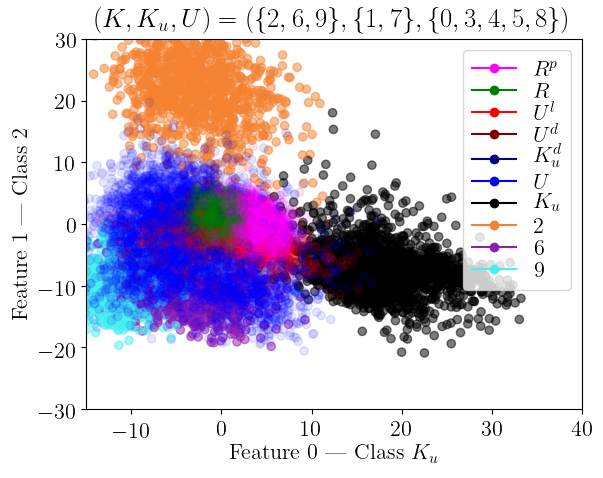 (K, K_u, U) = ({2, 6, 9}, {1, 7}, {0, 3, 4, 5, 8})
30
20
10
0
−10
−20
−30
Feature 1 — Class 2
R^p
R
U^l
U^d
K_u^d
U
K_u
2
6
9
−10
0
10
20
30
40
Feature 0 — Class K_u